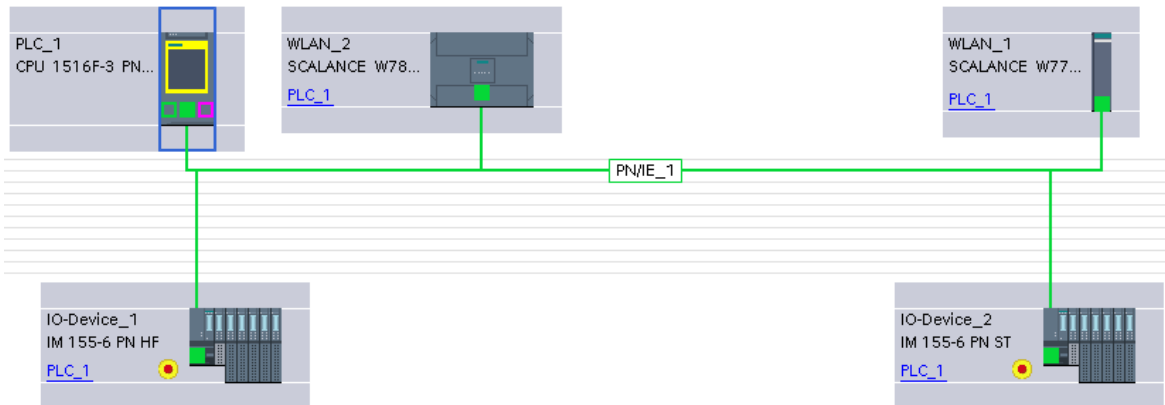 PLC_1
CPU 1516F-3 PN...
WLAN_2
SCALANCE W78...
PLC_1
WLAN_1
SCALANCE W77...
PLC_1
PN/IE_1
IO-Device_1
IM 155-6 PN HF
PLC_1
IO-Device_2
IM 155-6 PN ST
PLC_1